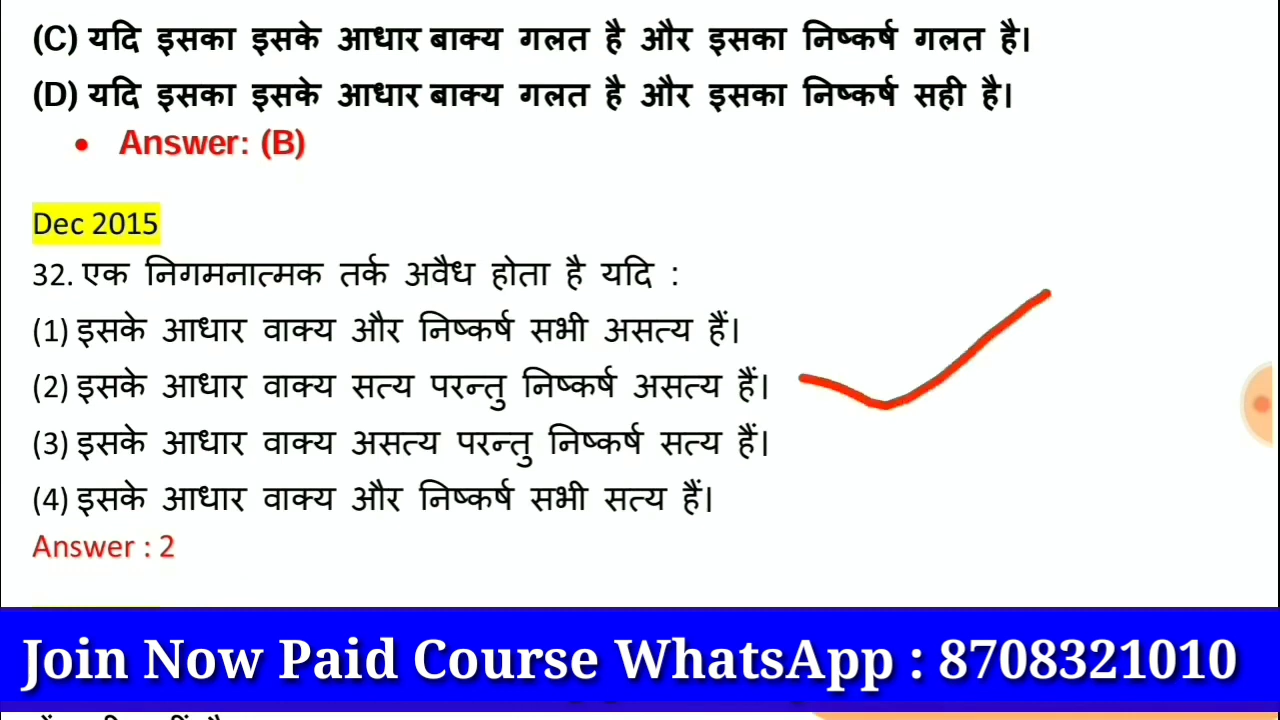 (C) यदि इसका इसके आधार बाक्य गलत है और इसका निष्कर्ष गलत है।
(D) यदि इसका इसके आधार बाक्य गलत है और इसका निष्कर्ष सही है।
• Answer: (B)
Dec 2015
32. एक निगमनात्मक तर्क अवैध होता है यदि :
(1) इसके आधार वाक्य और निष्कर्ष सभी असत्य हैं।
(2) इसके आधार वाक्य सत्य परन्तु निष्कर्ष असत्य हैं।
(3) इसके आधार वाक्य असत्य परन्तु निष्कर्ष सत्य हैं।
(4) इसके आधार वाक्य और निष्कर्ष सभी सत्य हैं।
Answer : 2
Join Now Paid Course WhatsApp : 8708321010